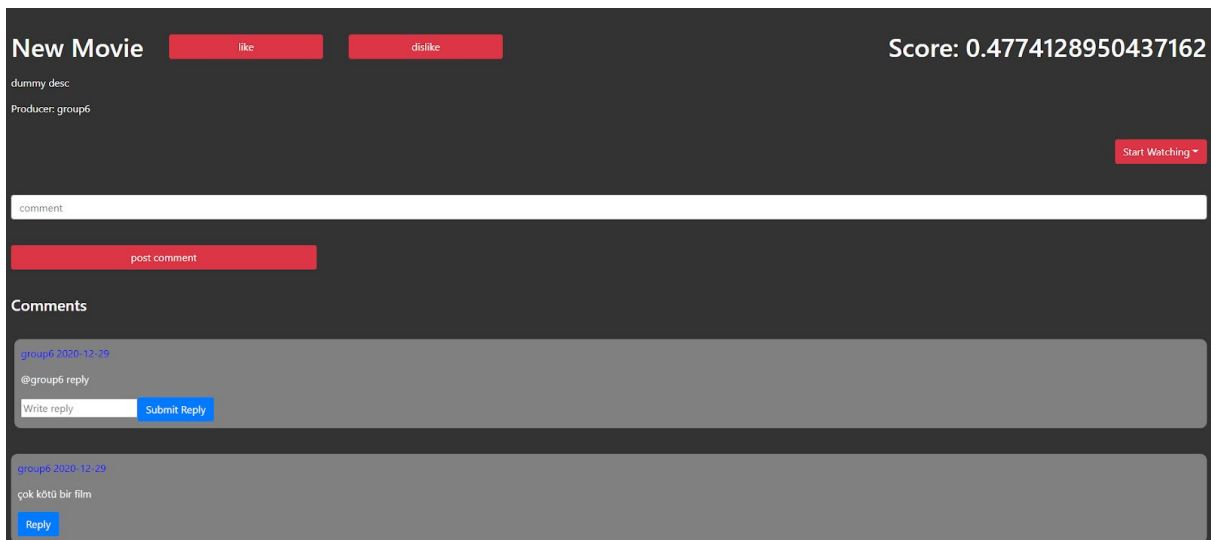 New Movie like dislike Score: 0.4774128950437162
dummy desc
Producer: group6
Start Watching
comment
post comment
Comments
group6 2020-12-29
@group6 reply
Write reply Submit Reply
group6 2020-12-29
çok kötü bir film
Reply